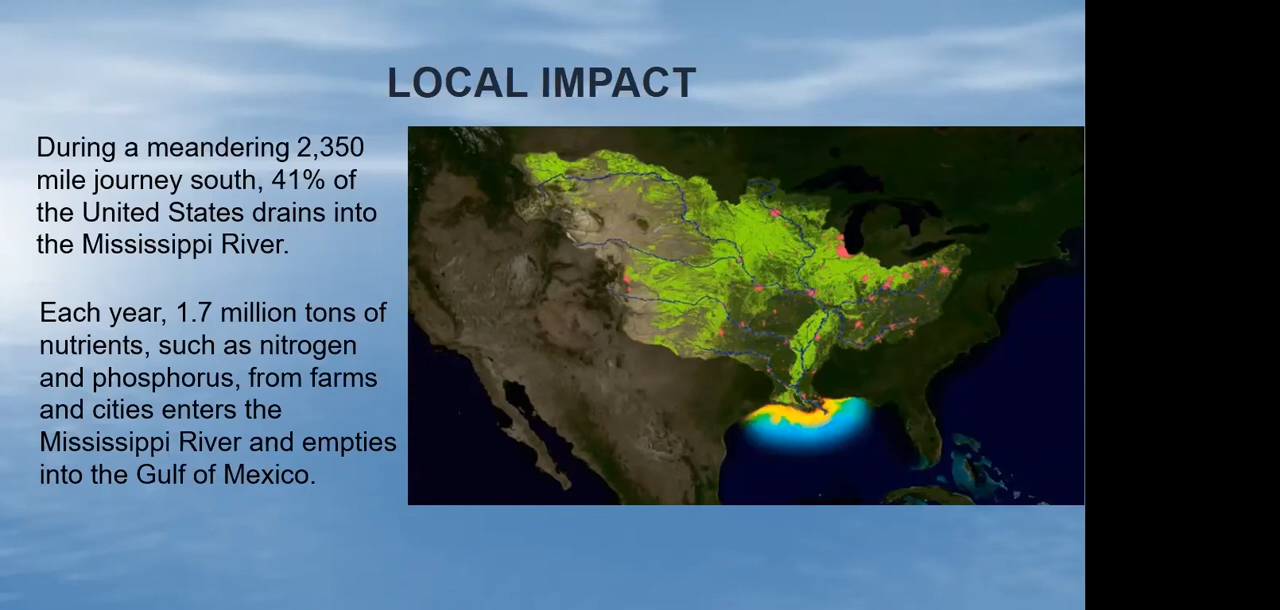 LOCAL IMPACT
During a meandering 2,350
mile journey south, 41% of
the United States drains into
the Mississippi River.
Each year, 1.7 million tons of
nutrients, such as nitrogen
and phosphorus, from farms
and cities enters the
Mississippi River and empties
into the Gulf of Mexico.